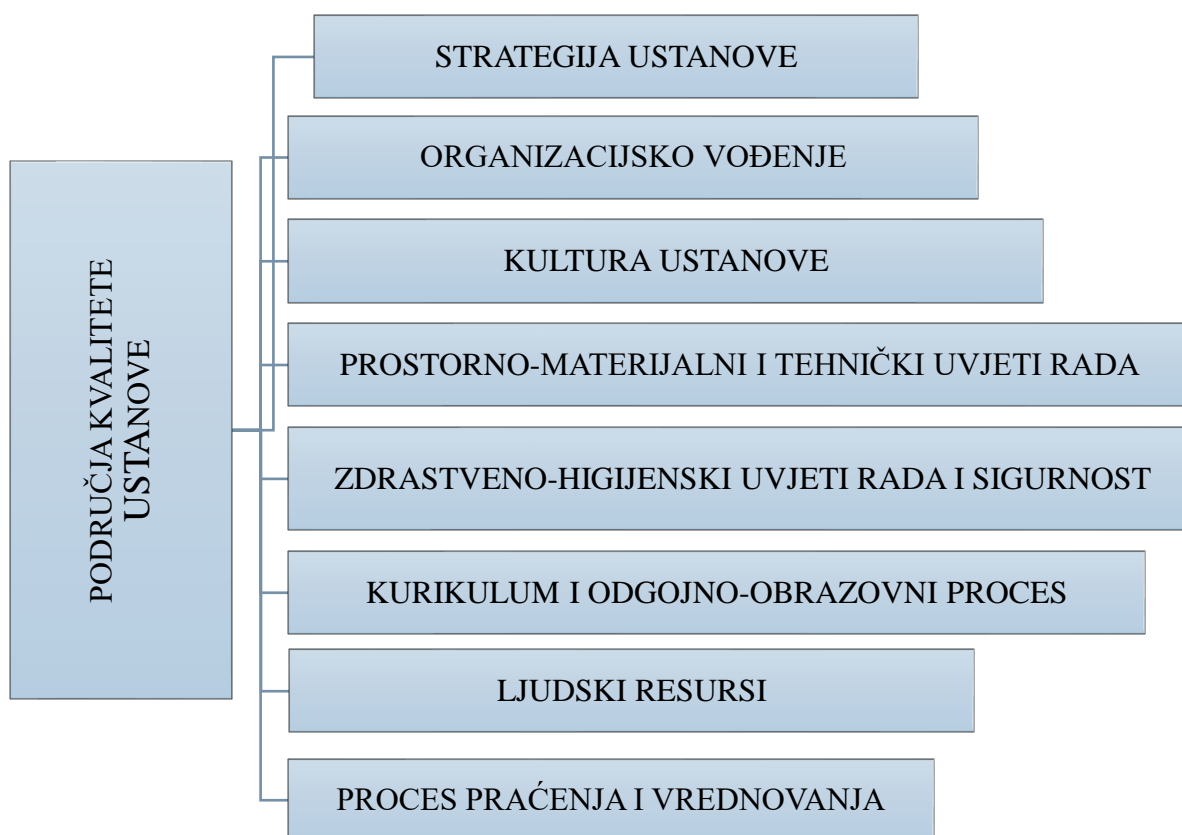 PODRUČJA KVALITETE
USTANOVE
STRATEGIJA USTANOVE
ORGANIZACIJSKO VOĐENJE
KULTURA USTANOVE
PROSTORNO-MATERIJALNI I TEHNIČKI UVJETI RADA
ZDRASTVENO-HIGIJENSKI UVJETI RADA I SIGURNOST
KURIKULUM I ODGOJNO-OBRAZOVNI PROCES
LJUDSKI RESURSI
PROCES PRAĆENJA I VREDNOVANJA